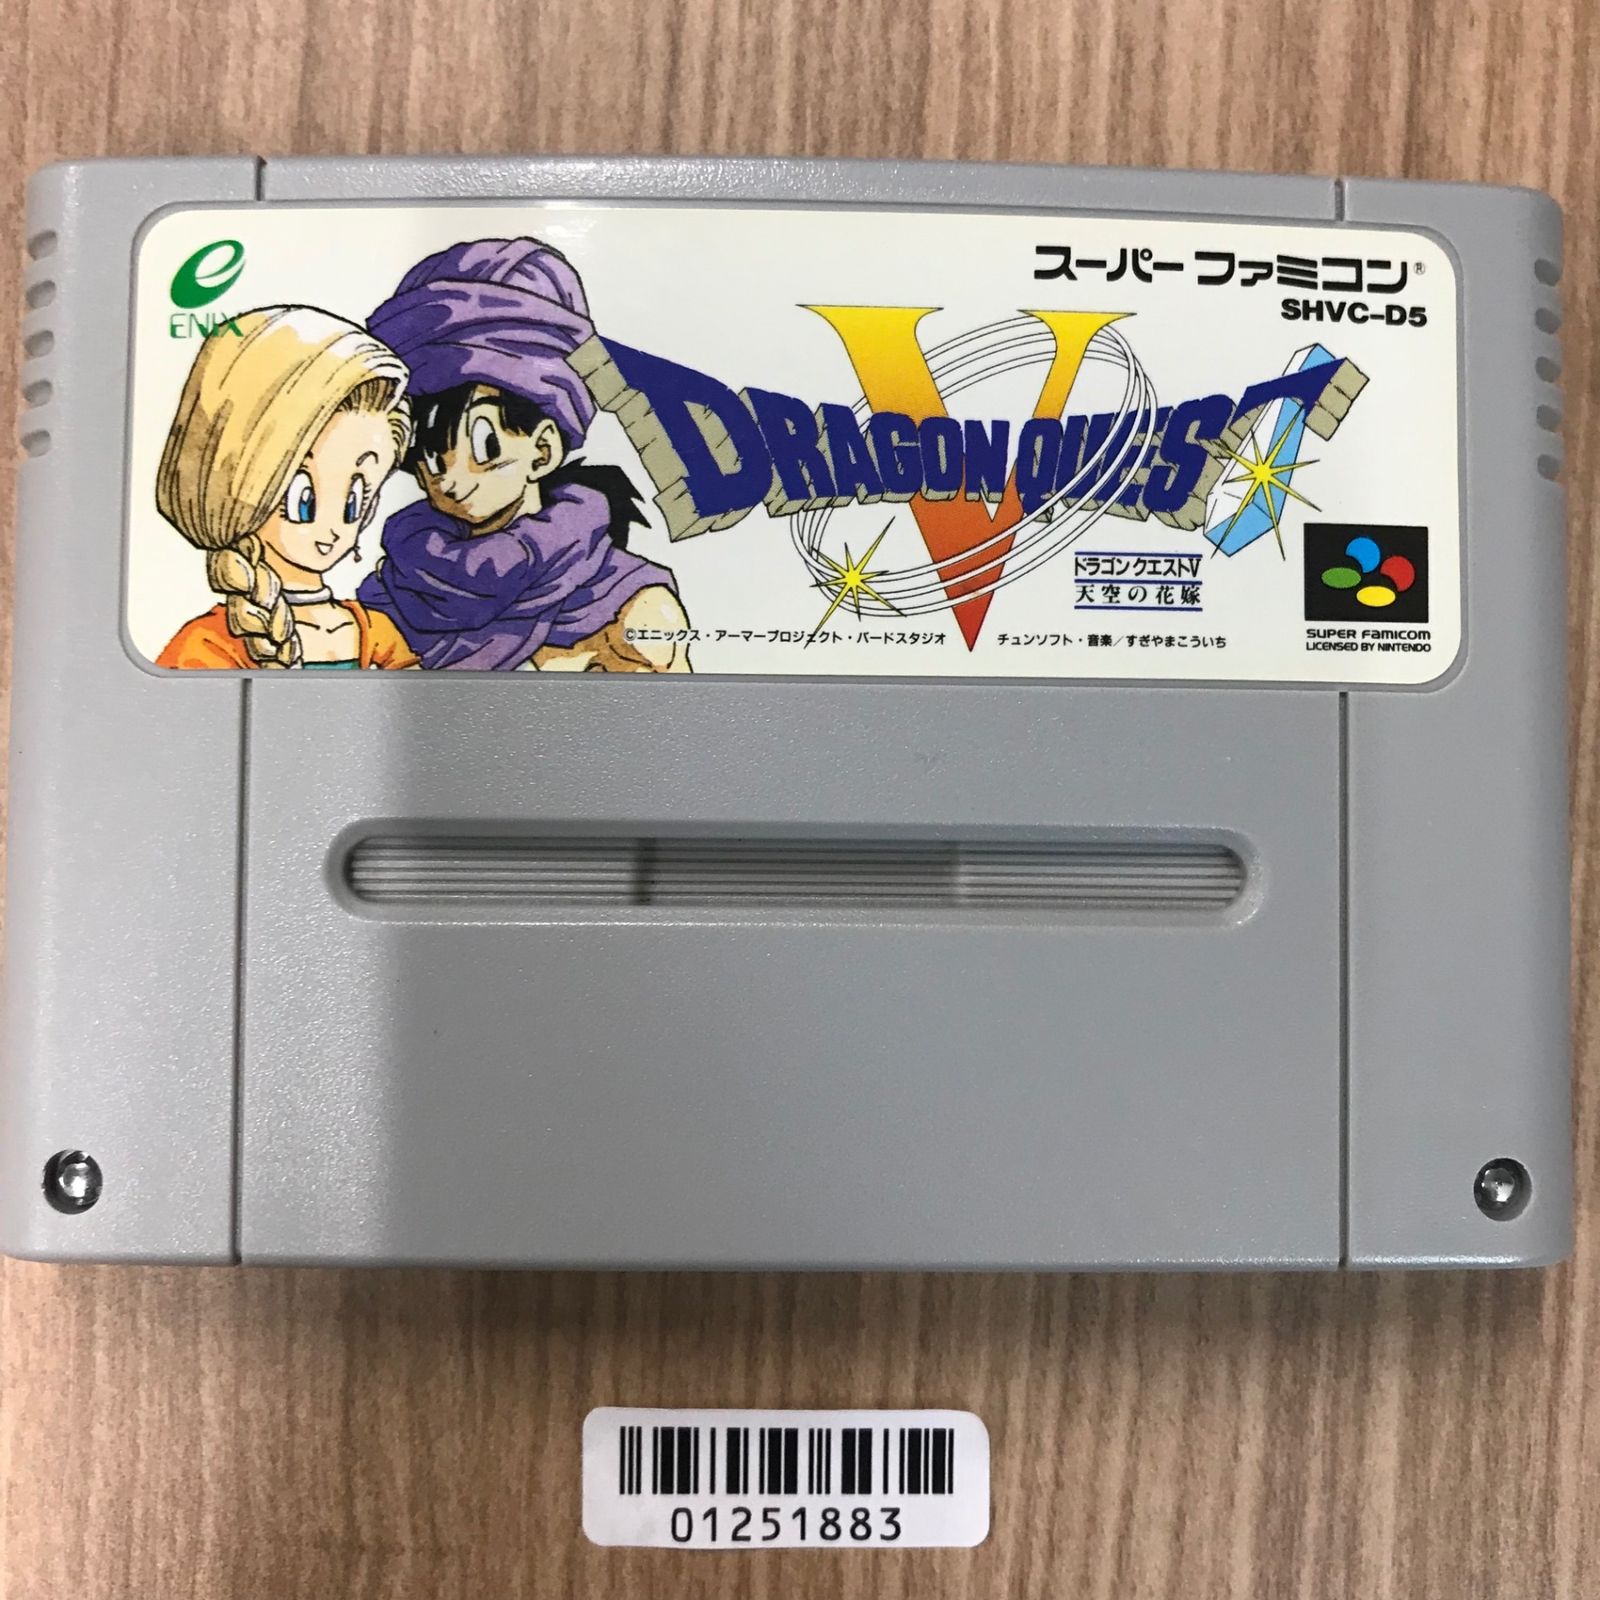 ENIX
スーパーファミコン®
SHVC-D5
V
DRAGON QUEST
ドラゴンクエストV
天空の花嫁
©エニックス・アーマープロジェクト・バードスタジオ チュンソフト・音楽/すぎやまこういち
SUPER FAMICOM
LICENSED BY NINTENDO
01251883